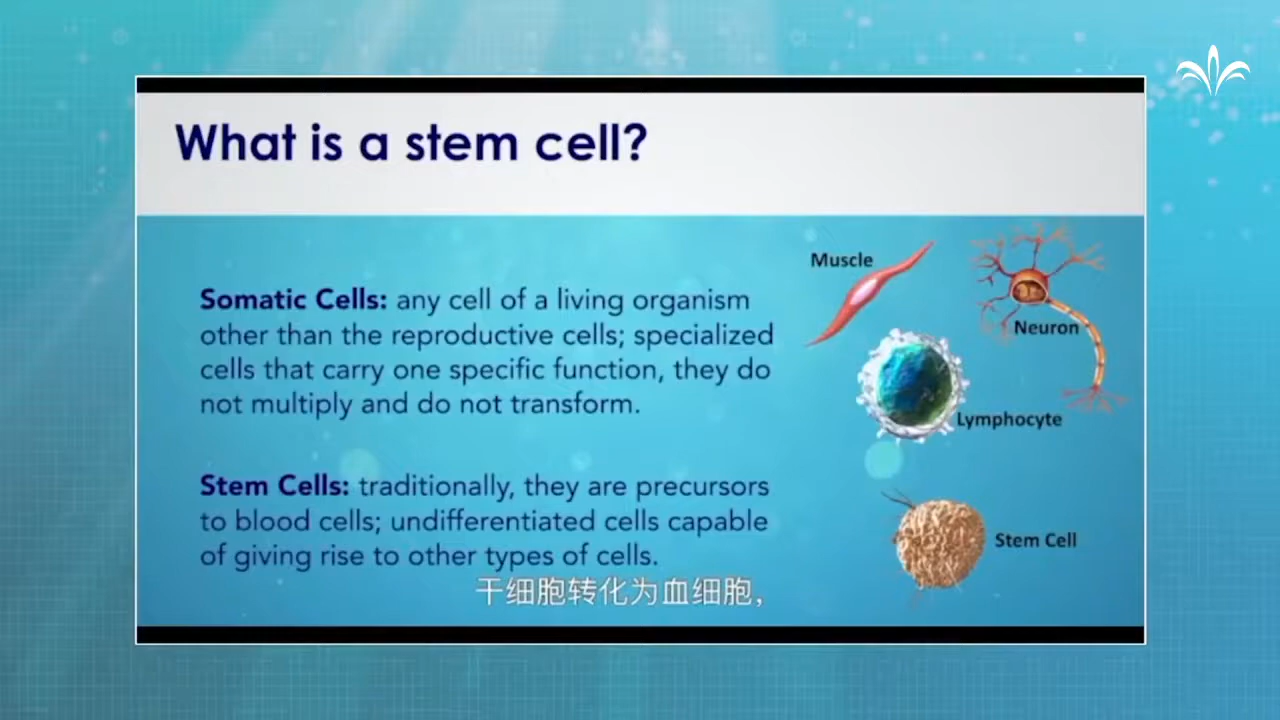 What is a stem cell?
Somatic Cells: any cell of a living organism
other than the reproductive cells; specialized
cells that carry one specific function, they do
not multiply and do not transform.
Stem Cells: traditionally, they are precursors
to blood cells; undifferentiated cells capable
of giving rise to other types of cells.
Muscle
Neuron
Lymphocyte
Stem Cell
干细胞转化为血细胞，